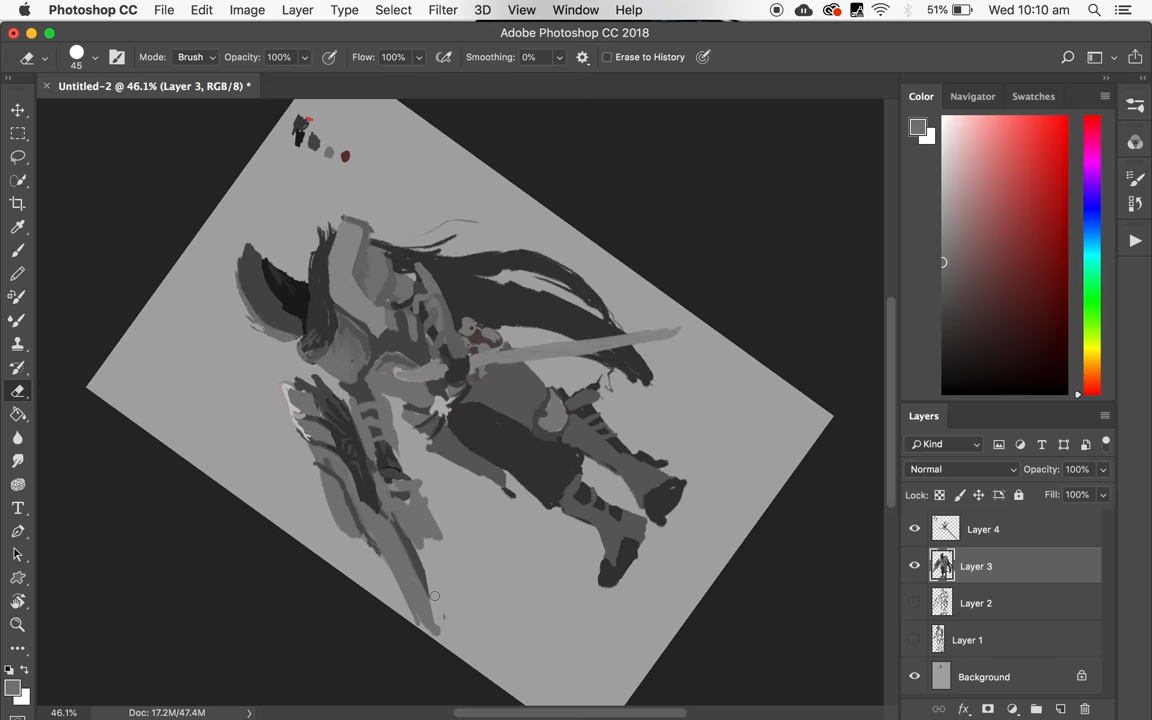 Photoshop CC File Edit Image Layer Type Select Filter 3D View Window Help 51% Wed 10:10 am
Adobe Photoshop CC 2018
45 Mode: Brush Opacity: 100% Flow: 100% Smoothing: 0% Erase to History
Untitled-2 @ 46.1% (Layer 3, RGB/8) *
Color Navigator Swatches
Layers
Kind
Normal Opacity: 100%
Lock: Fill: 100%
Layer 4
Layer 3
Layer 2
Layer 1
Background
46.1% Doc: 17.2M/47.4M